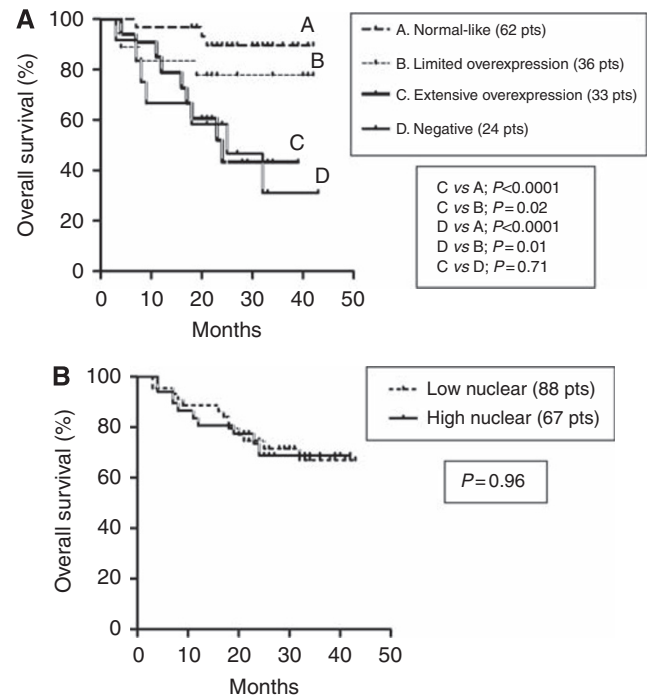 A
Overall survival (%)
100
80
60
40
20
0
0 10 20 30 40 50
Months
A
B
C
D
A. Normal-like (62 pts)
B. Limited overexpression (36 pts)
C. Extensive overexpression (33 pts)
D. Negative (24 pts)
C vs A; P<0.0001
C vs B; P=0.02
D vs A; P<0.0001
D vs B; P=0.01
C vs D; P=0.71
B
Overall survival (%)
100
80
60
40
20
0
0 10 20 30 40 50
Months
Low nuclear (88 pts)
High nuclear (67 pts)
P=0.96